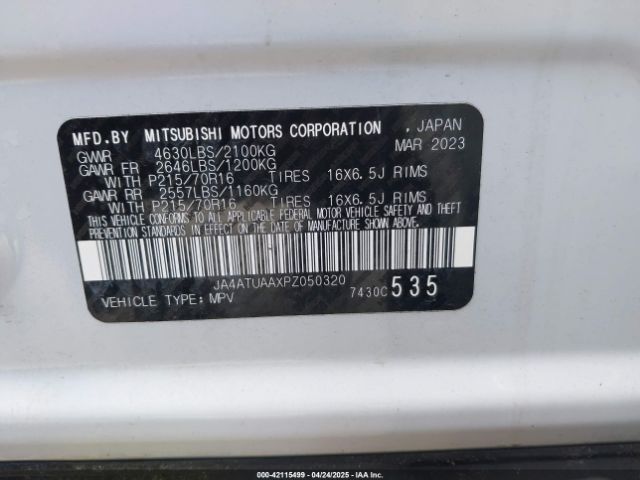 MFD.BY MITSUBISHI MOTORS CORPORATION , JAPAN
GVWR 4630LBS/2100KG MAR 2023
GAWR FR 2646LBS/1200KG
WITH P215/70R16 TIRES 16X6.5J RIMS
GAWR RR 2557LBS/1160KG
WITH P215/70R16 TIRES 16X6.5J RIMS
THIS VEHICLE CONFORMS TO ALL APPLICABLE FEDERAL MOTOR VEHICLE SAFETY AND THEFT
PREVENTION STANDARDS IN EFFECT ON THE DATE OF MANUFACTURE SHOWN ABOVE.
JA4ATUAAXPZ050320
VEHICLE TYPE: MPV 7430C 535
000-42115499 - 04/24/2025 - IAA Inc.